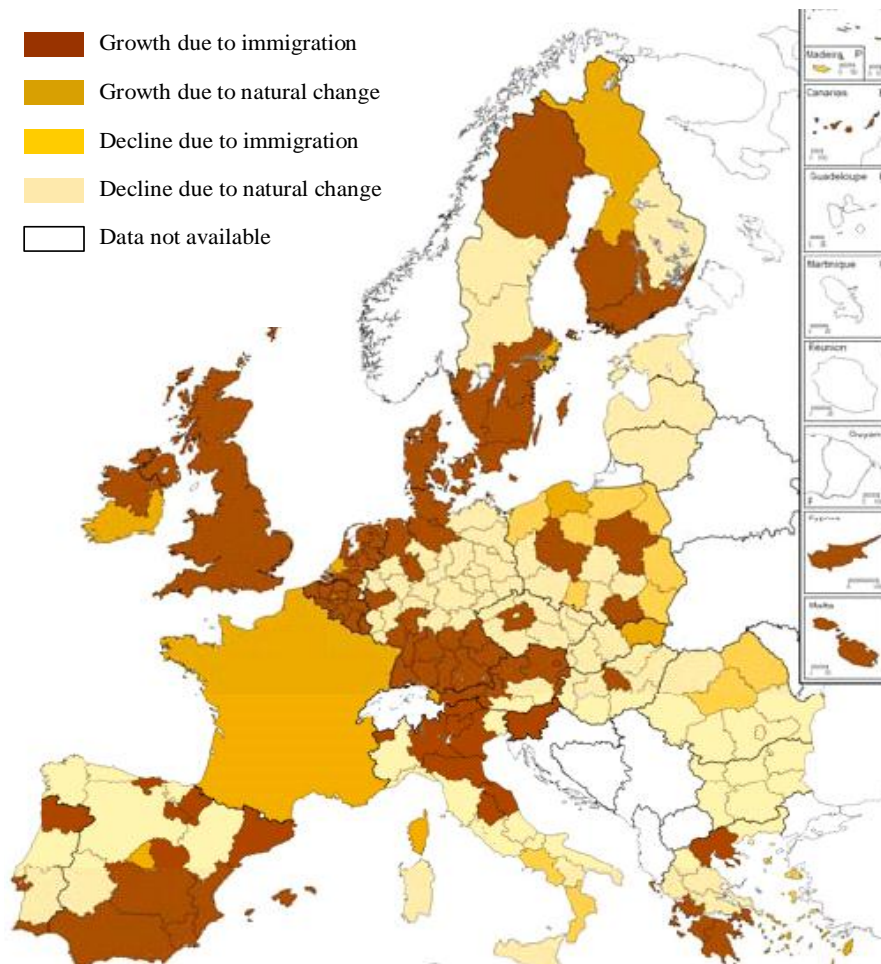 Growth due to immigration
Growth due to natural change
Decline due to immigration
Decline due to natural change
Data not available
Madeira P
Canarias
Guadeloupe
Martinique
Réunion
Guyane
F
Malta